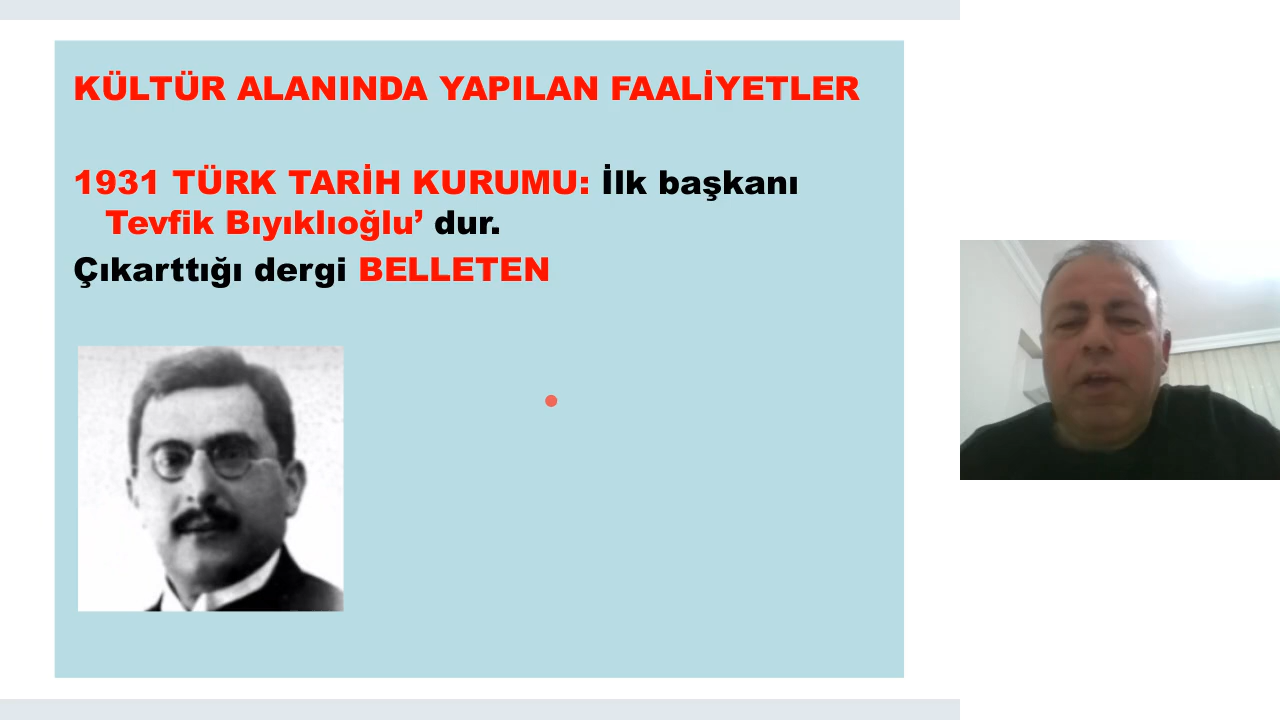 KÜLTÜR ALANINDA YAPILAN FAALİYETLER
1931 TÜRK TARİH KURUMU: İlk başkanı
Tevfik Bıyıklıoğlu’ dur.
Çıkarttığı dergi BELLETEN